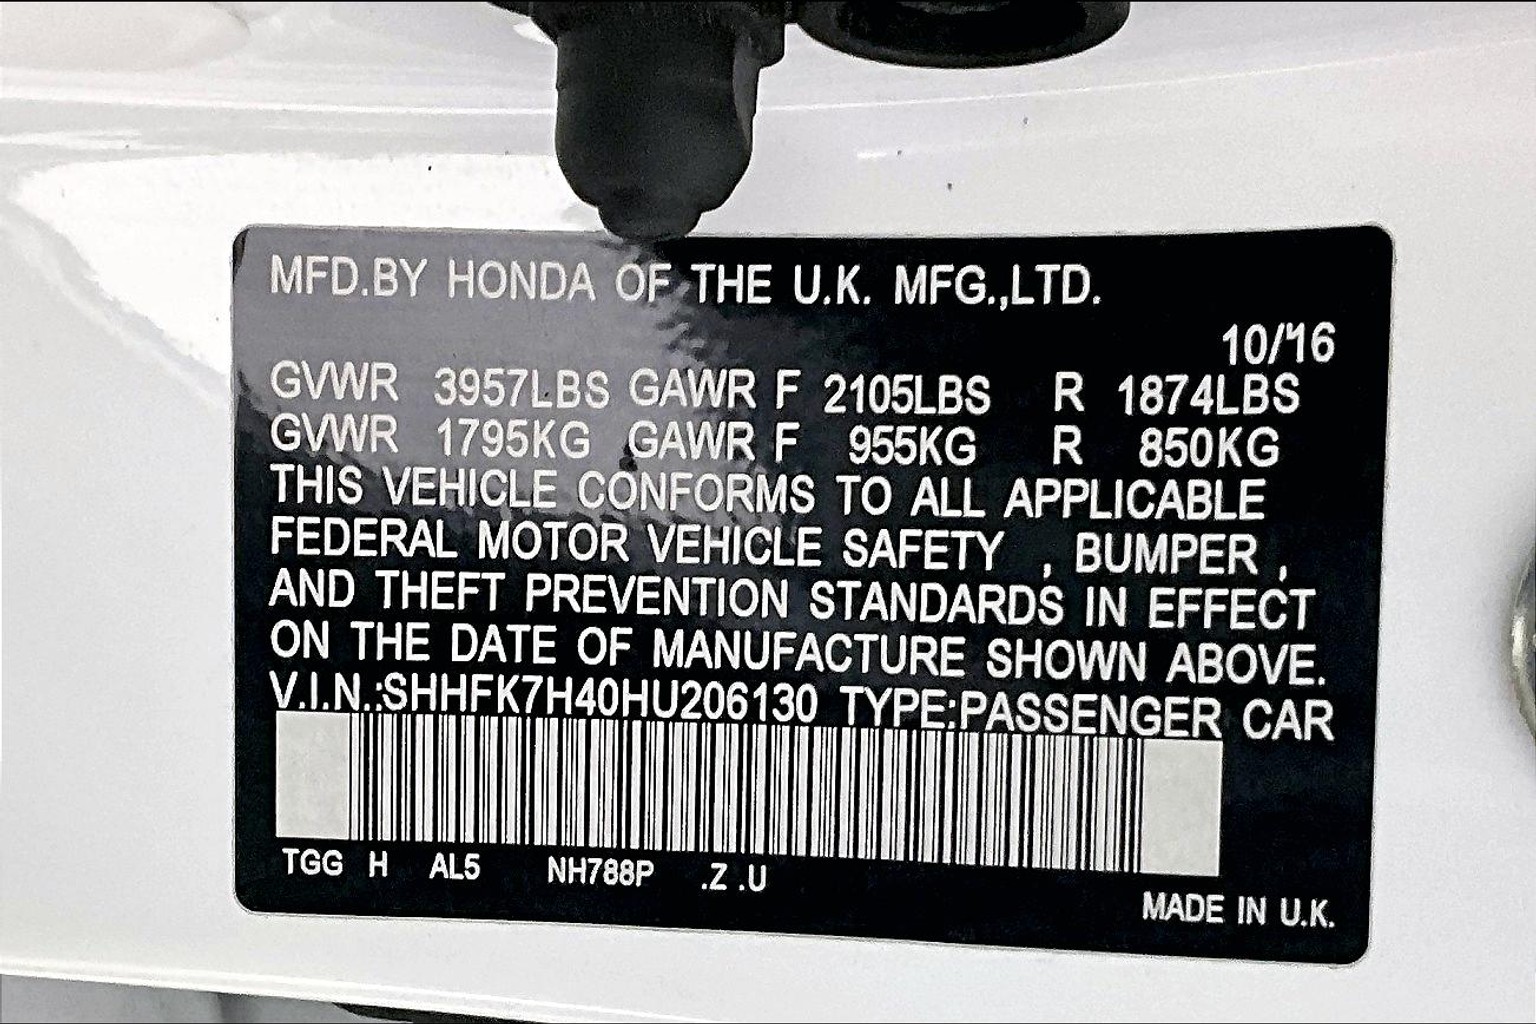 MFD.BY HONDA OF THE U.K. MFG.,LTD.
10/'16
GVWR 3957LBS GAWR F 2105LBS R 1874LBS
GVWR 1795KG GAWR F 955KG R 850KG
THIS VEHICLE CONFORMS TO ALL APPLICABLE
FEDERAL MOTOR VEHICLE SAFETY , BUMPER ,
AND THEFT PREVENTION STANDARDS IN EFFECT
ON THE DATE OF MANUFACTURE SHOWN ABOVE.
V.I.N.:SHHFK7H40HU206130 TYPE:PASSENGER CAR
TGG H AL5 NH788P .Z .U
MADE IN U.K.